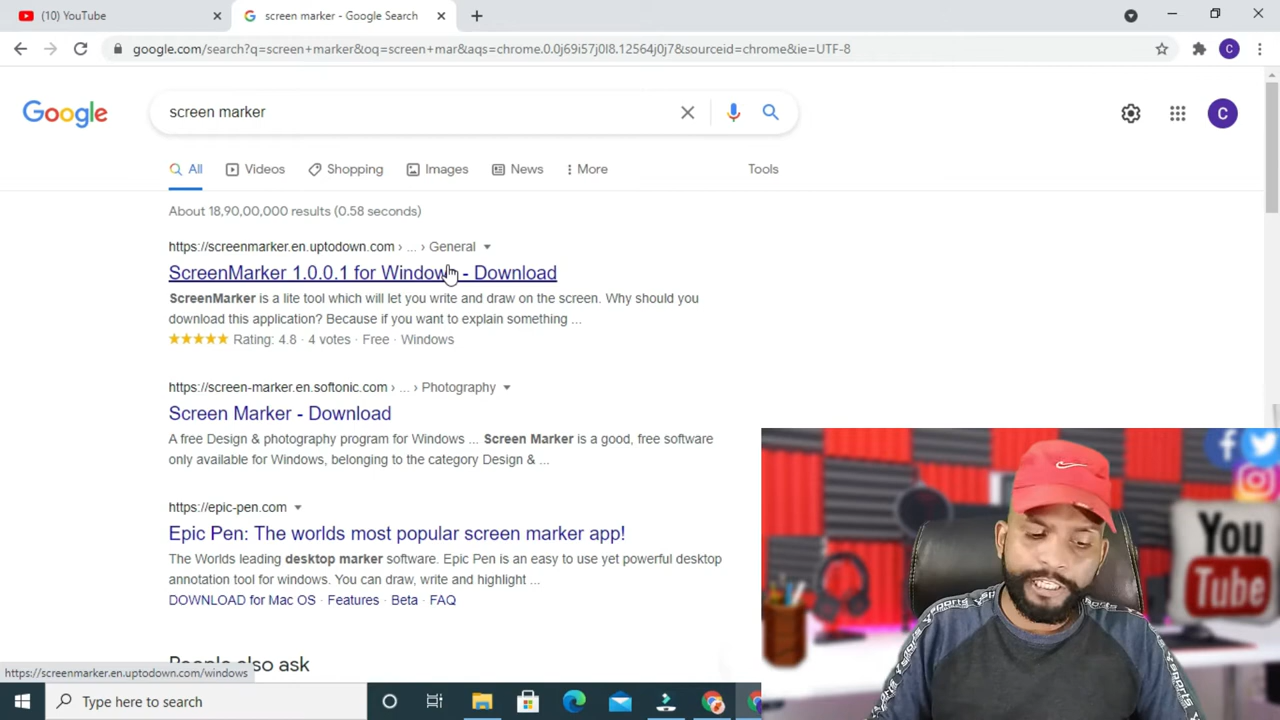 (10) YouTube
screen marker - Google Search
google.com/search?q=screen+marker&oq=screen+mar&aqs=chrome.0.0j69i57j0l8.12564j0j7&sourceid=chrome&ie=UTF-8
C
Google
screen marker
C
All
Videos
Shopping
Images
News
More
Tools
About 18,90,00,000 results (0.58 seconds)
https://screenmarker.en.uptodown.com › ... › General
ScreenMarker 1.0.0.1 for Windows - Download
ScreenMarker is a lite tool which will let you write and draw on the screen. Why should you
download this application? Because if you want to explain something ...
Rating: 4.8 · 4 votes · Free · Windows
https://screen-marker.en.softonic.com › ... › Photography
Screen Marker - Download
A free Design & photography program for Windows ... Screen Marker is a good, free software
only available for Windows, belonging to the category Design & ...
https://epic-pen.com
Epic Pen: The worlds most popular screen marker app!
The Worlds leading desktop marker software. Epic Pen is an easy to use yet powerful desktop
annotation tool for windows. You can draw, write and highlight ...
DOWNLOAD for Mac OS · Features · Beta · FAQ
People also ask
https://screenmarker.en.uptodown.com/windows
Type here to search
You
Tube